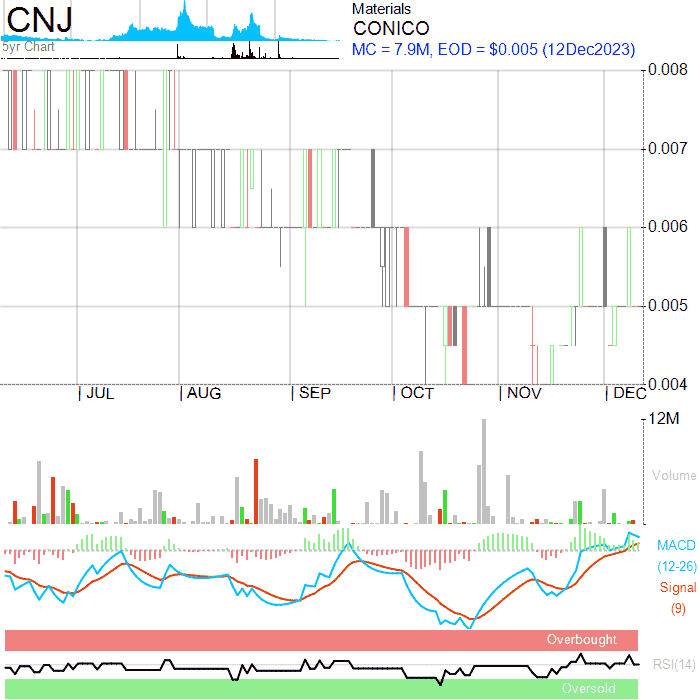 CNJ
5yr Chart
Materials
CONICO
MC = 7.9M, EOD = $0.005 (12Dec2023)
0.008
0.007
0.006
0.005
0.004
JUL AUG SEP OCT NOV DEC
12M
Volume
MACD
(12-26)
Signal
(9)
Overbought
RSI(14)
Oversold